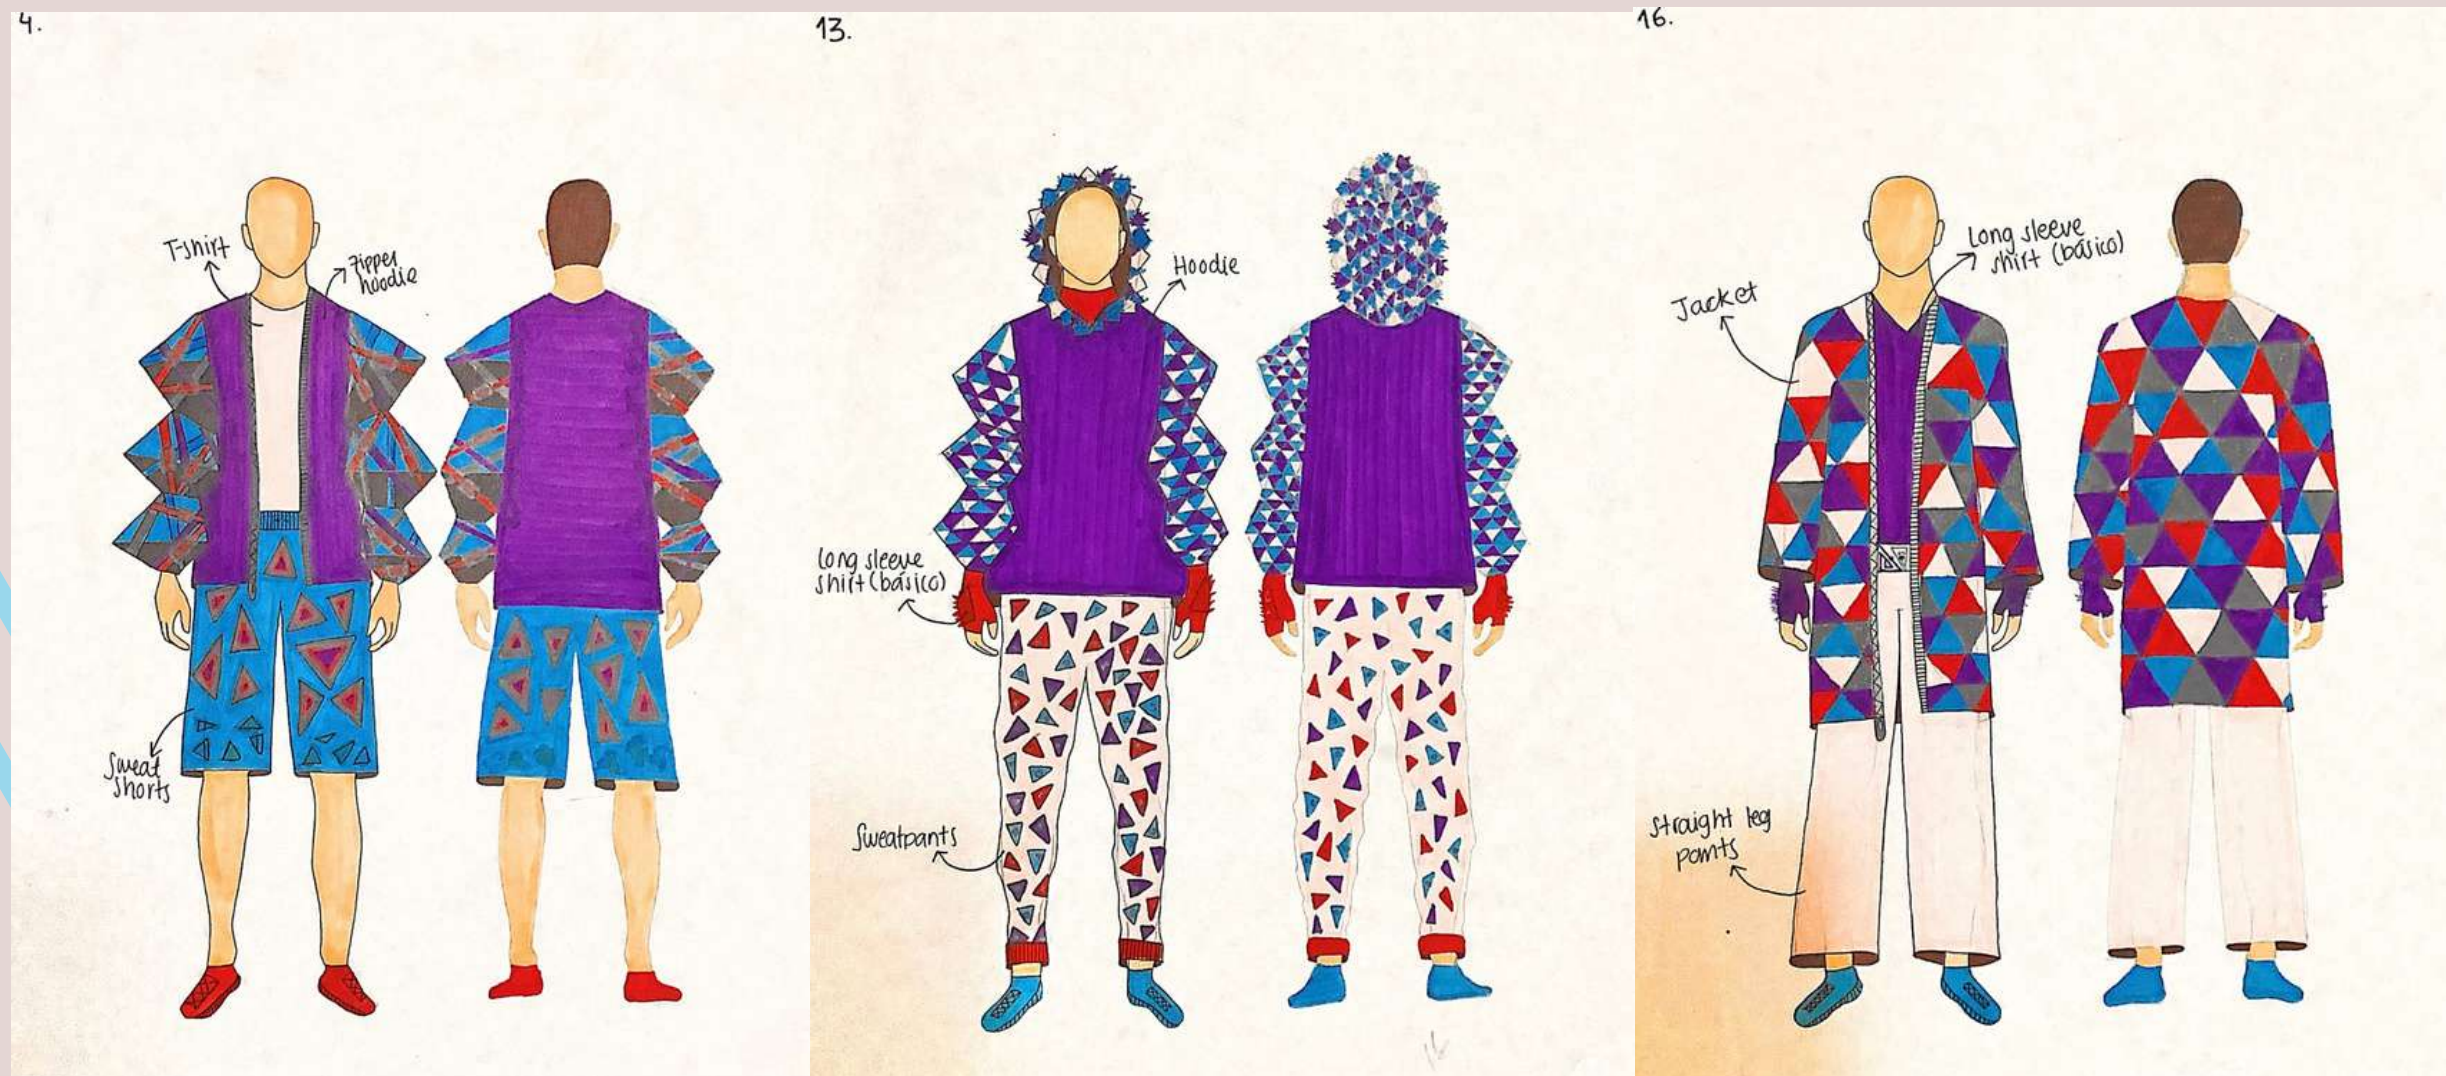 4.
T-shirt
zipper
hoodie
Sweat
shorts
13.
Hoodie
Long sleeve
shirt (básico)
Sweatpants
16.
Long sleeve
shirt (básico)
Jacket
Straight leg
pants